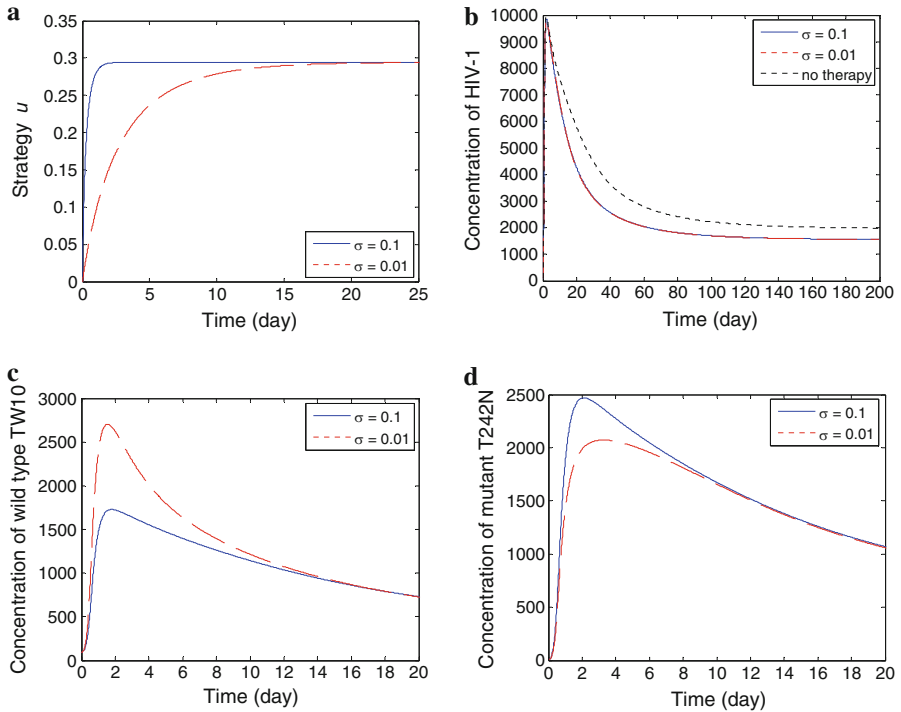 a
0.35
0.3
0.25
0.2
0.15
0.1
0.05
0
Strategy u
σ = 0.1
σ = 0.01
0 5 10 15 20 25
Time (day)
b
10000
9000
8000
7000
6000
5000
4000
3000
2000
1000
0
Concentration of HIV-1
σ = 0.1
σ = 0.01
no therapy
0 20 40 60 80 100 120 140 160 180 200
Time (day)
c
3000
2500
2000
1500
1000
500
0
Concentration of wild type TW10
σ = 0.1
σ = 0.01
0 2 4 6 8 10 12 14 16 18 20
Time (day)
d
2500
2000
1500
1000
500
0
Concentration of mutant T242N
σ = 0.1
σ = 0.01
0 2 4 6 8 10 12 14 16 18 20
Time (day)